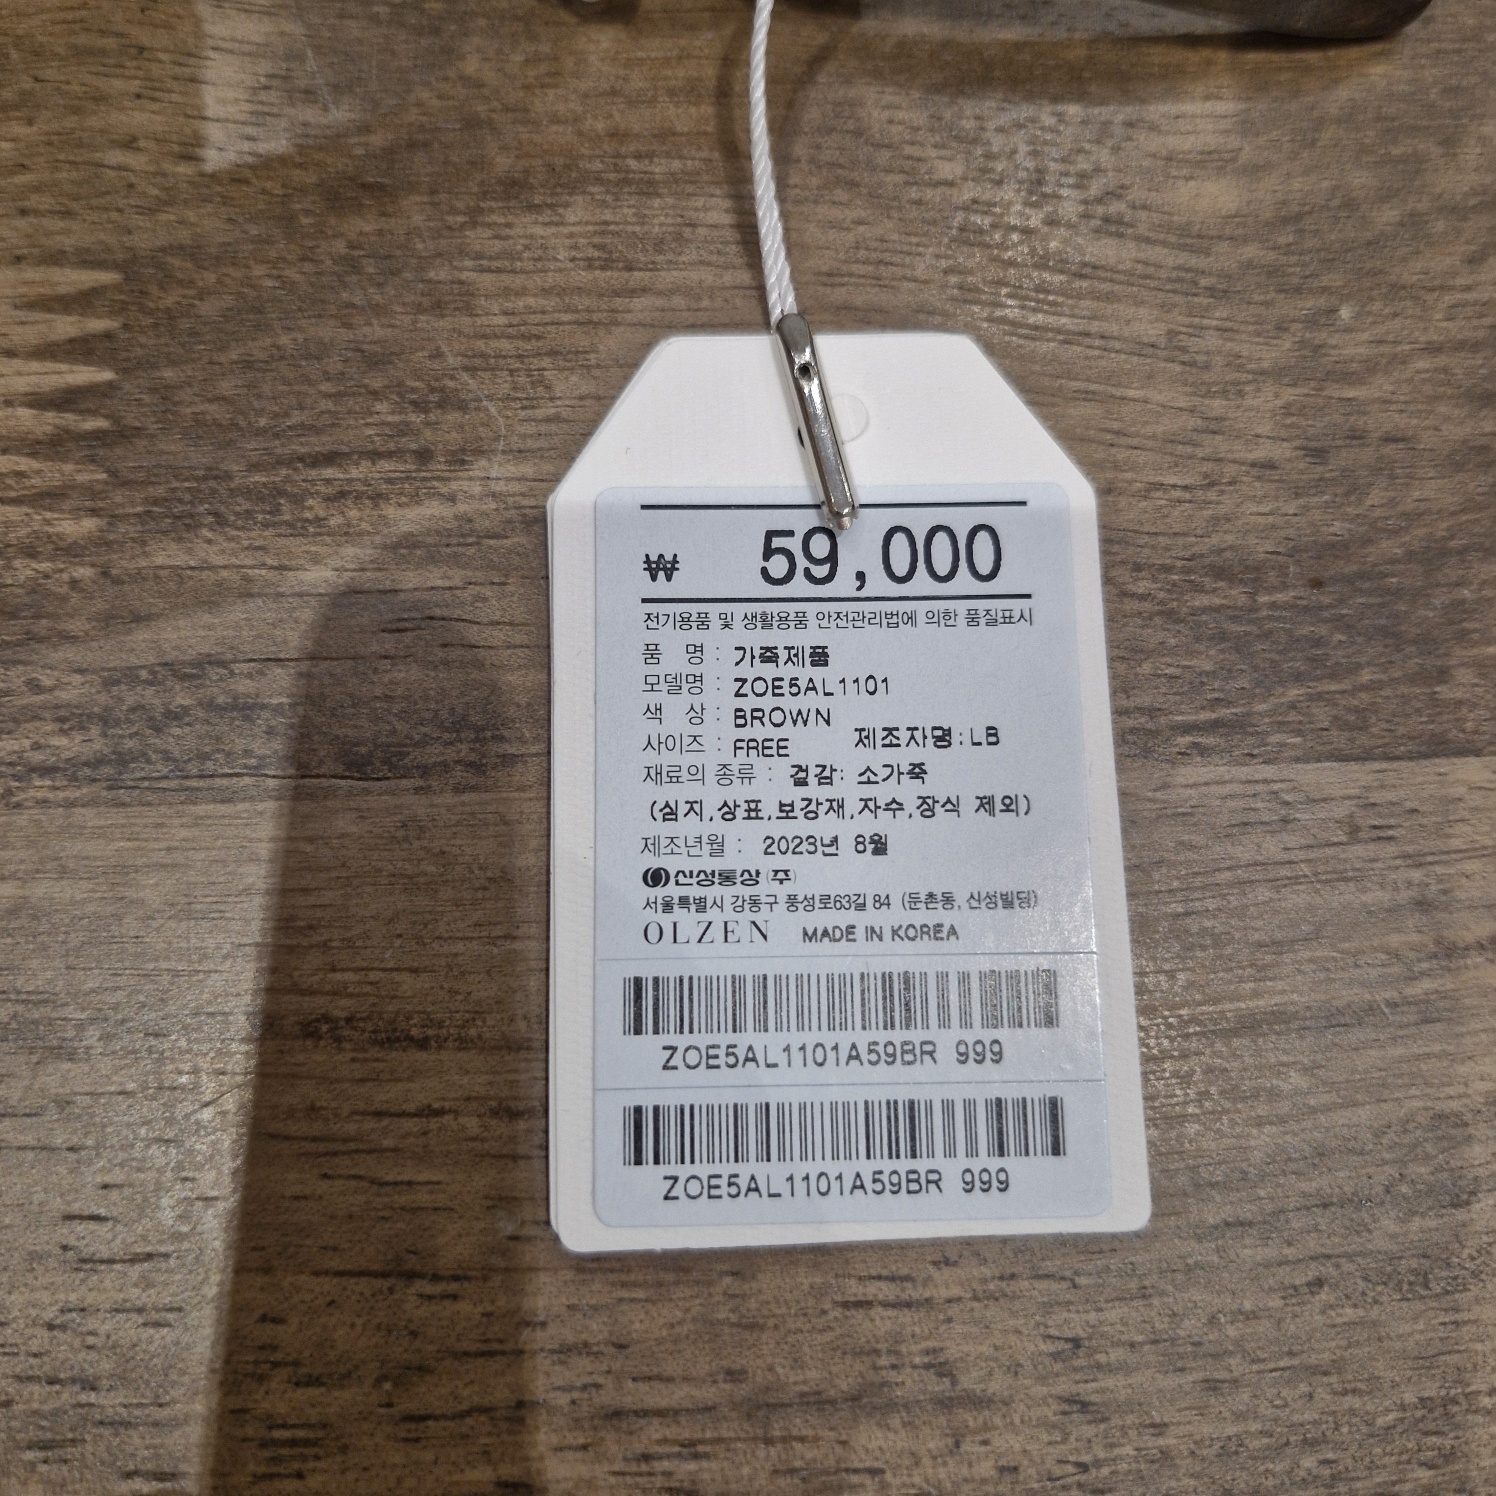 ₩ 59,000
전기용품 및 생활용품 안전관리법에 의한 품질표시
품 명 : 가죽제품
모델명 : ZOE5AL1101
색 상 : BROWN
사이즈 : FREE 제조자명:LB
재료의 종류 : 겉감: 소가죽
(심지,상표,보강재,자수,장식 제외)
제조년월 : 2023년 8월
신성통상(주)
서울특별시 강동구 풍성로63길 84 (둔촌동, 신성빌딩)
OLZEN MADE IN KOREA
ZOE5AL1101A59BR 999
ZOE5AL1101A59BR 999